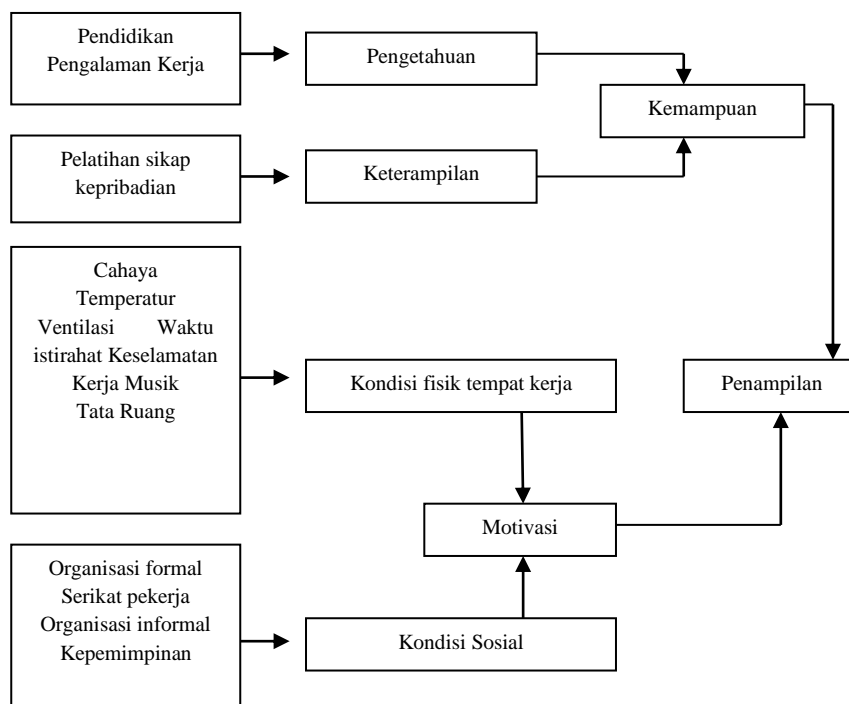 Pendidikan
Pengalaman Kerja
Pengetahuan
Kemampuan
Pelatihan sikap
kepribadian
Keterampilan
Cahaya
Temperatur
Ventilasi Waktu
istirahat Keselamatan
Kerja Musik
Tata Ruang
Kondisi fisik tempat kerja
Penampilan
Motivasi
Organisasi formal
Serikat pekerja
Organisasi informal
Kepemimpinan
Kondisi Sosial